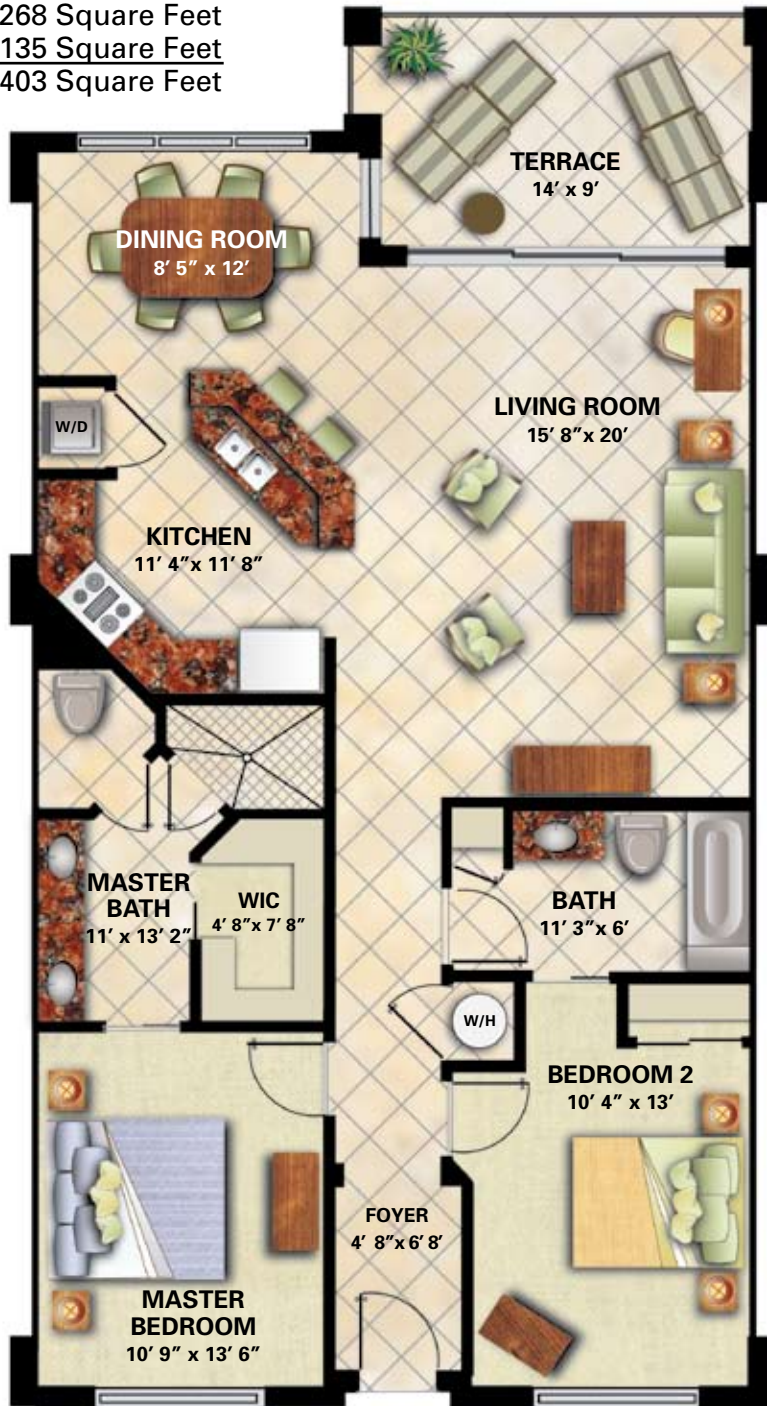 268 Square Feet
135 Square Feet
403 Square Feet
TERRACE
14′ x 9′
DINING ROOM
8′ 5″ x 12′
LIVING ROOM
15′ 8″x 20′
W/D
KITCHEN
11′ 4″x 11′ 8″
MASTER
BATH
11′ x 13′ 2″
WIC
4′ 8″x 7′ 8″
BATH
11′ 3″x 6′
W/H
BEDROOM 2
10′ 4″ x 13′
FOYER
4′ 8″x 6′ 8′
MASTER
BEDROOM
10′ 9″ x 13′ 6″